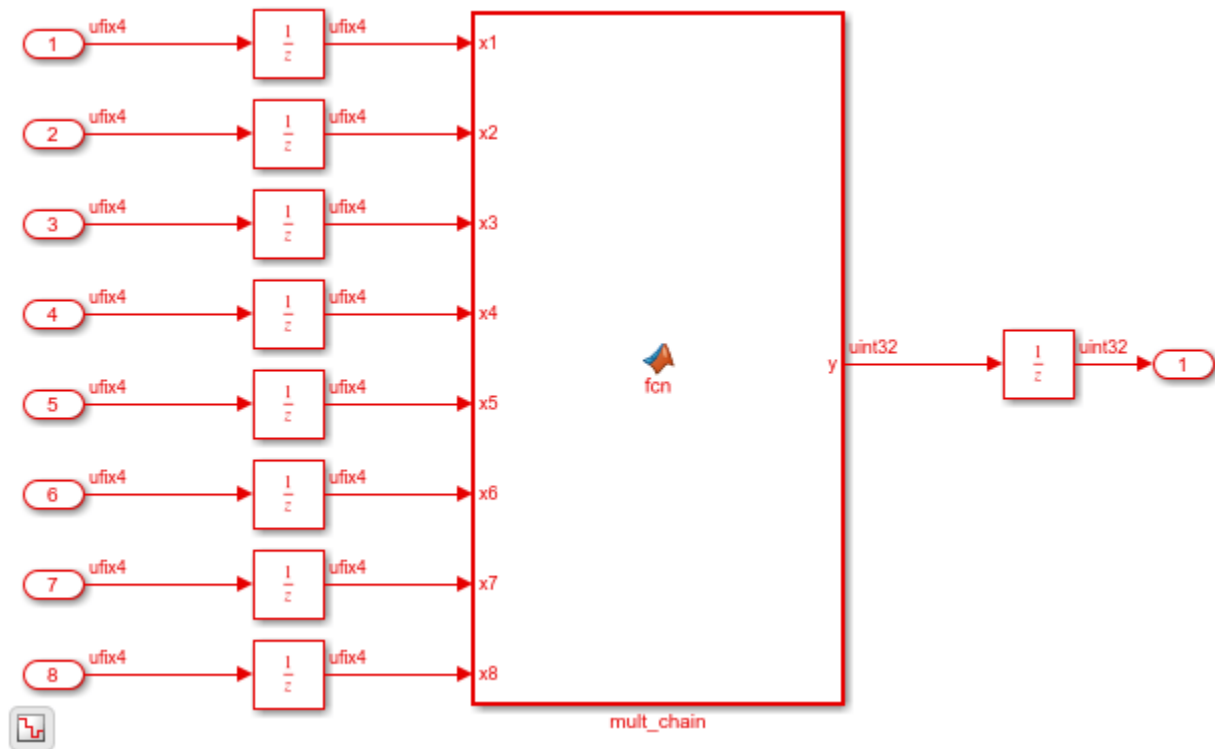 1 ufix4 1/z ufix4 x1
2 ufix4 1/z ufix4 x2
3 ufix4 1/z ufix4 x3
4 ufix4 1/z ufix4 x4
fcn y uint32 1/z uint32 1
5 ufix4 1/z ufix4 x5
6 ufix4 1/z ufix4 x6
7 ufix4 1/z ufix4 x7
8 ufix4 1/z ufix4 x8
mult_chain